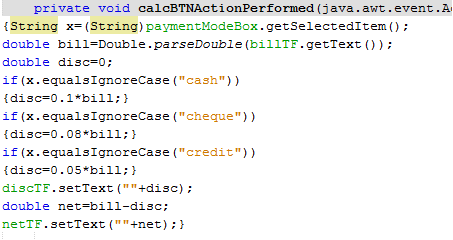 private void calcBTNActionPerformed(java.awt.event.A
{String x=(String)paymentModeBox.getSelectedItem();
double bill=Double.parseDouble(billTF.getText());
double disc=0;
if(x.equalsIgnoreCase("cash"))
{disc=0.1*bill;}
if(x.equalsIgnoreCase("cheque"))
{disc=0.08*bill;}
if(x.equalsIgnoreCase("credit"))
{disc=0.05*bill;}
discTF.setText(""+disc);
double net=bill-disc;
netTF.setText(""+net);}